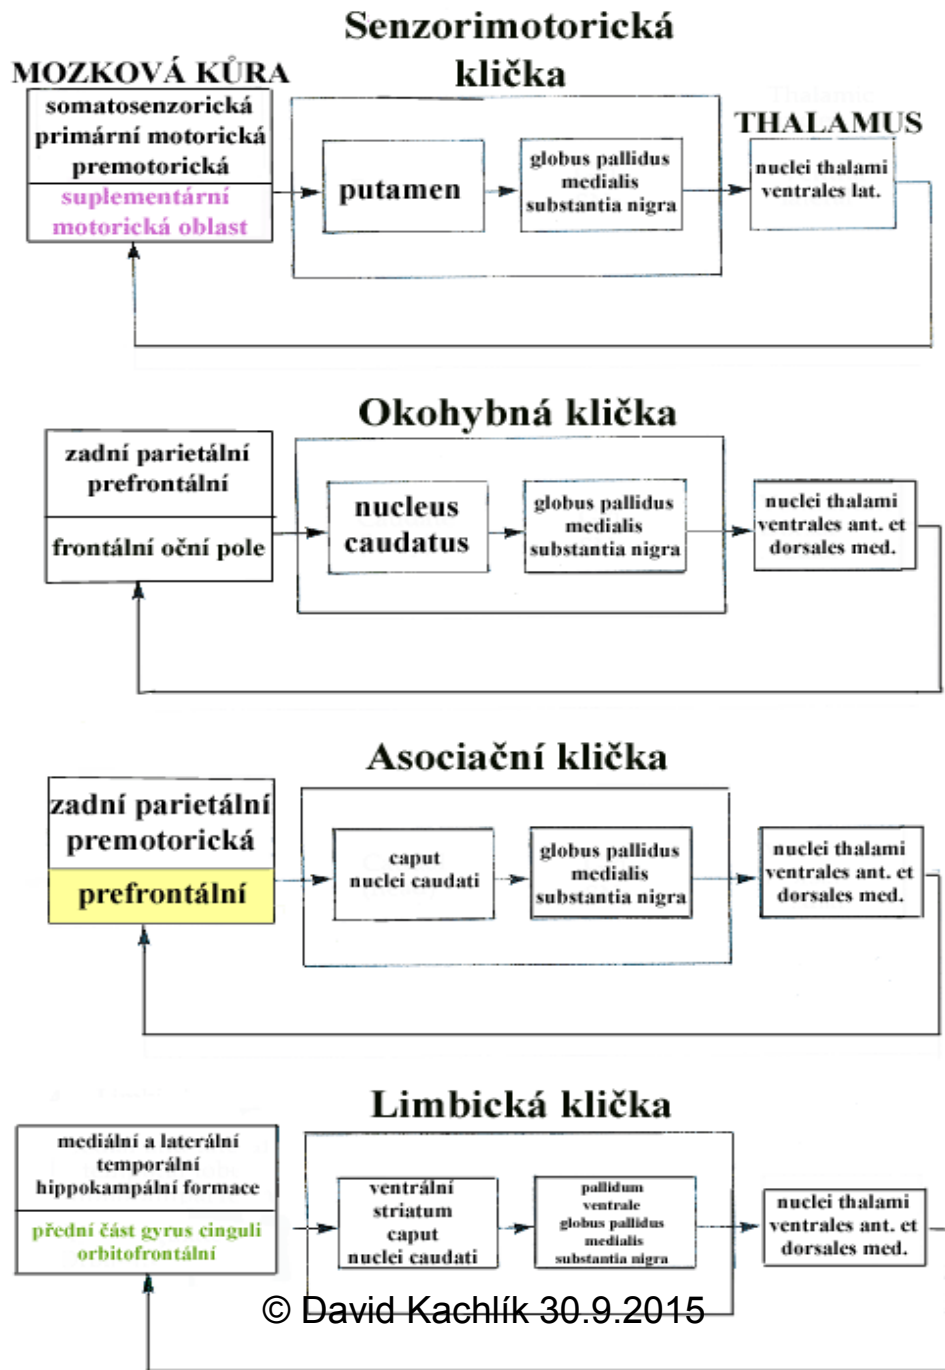 Senzorimotorická
klička
MOZKOVÁ KŮRA
somatosenzorická
primární motorická
premotorická
suplementární
motorická oblast
putamen
globus pallidus
medialis
substantia nigra
THALAMUS
nuclei thalami
ventrales lat.
Okohybná klička
zadní parietální
prefrontální
frontální oční pole
nucleus
caudatus
globus pallidus
medialis
substantia nigra
nuclei thalami
ventrales ant. et
dorsales med.
Asociační klička
zadní parietální
premotorická
prefrontální
caput
nuclei caudati
globus pallidus
medialis
substantia nigra
nuclei thalami
ventrales ant. et
dorsales med.
Limbická klička
mediální a laterální
temporální
hippokampální formace
přední část gyrus cinguli
orbitofrontální
ventrální
striatum
caput
nuclei caudati
pallidum
ventrale
globus pallidus
medialis
substantia nigra
nuclei thalami
ventrales ant. et
dorsales med.
© David Kachlík 30.9.2015